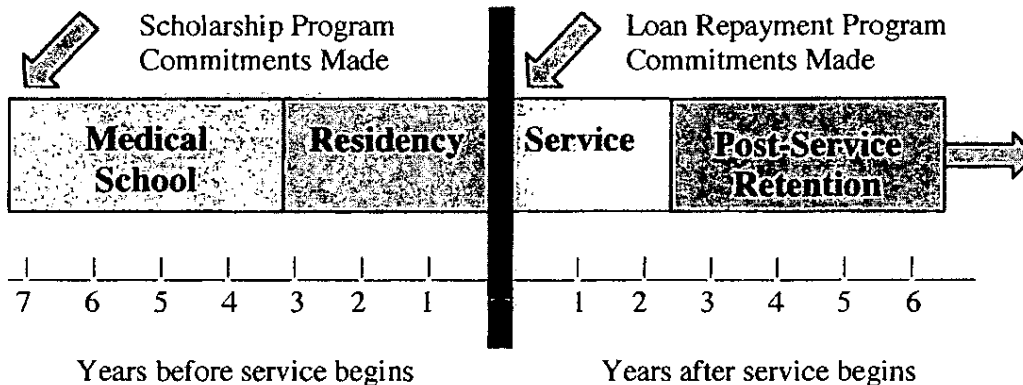 Scholarship Program
Commitments Made
Loan Repayment Program
Commitments Made
Medical
School
Residency
Service
Post-Service
Retention
7 6 5 4 3 2 1 1 2 3 4 5 6
Years before service begins
Years after service begins